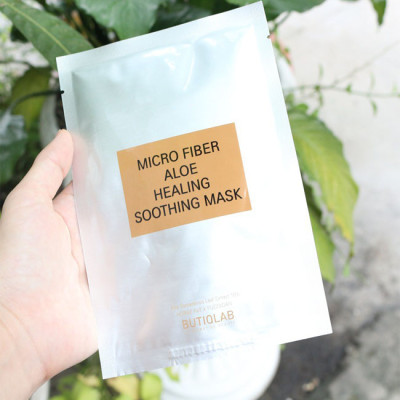 MICRO FIBER
ALOE
HEALING
SOOTHING MASK
BUTIQLAB